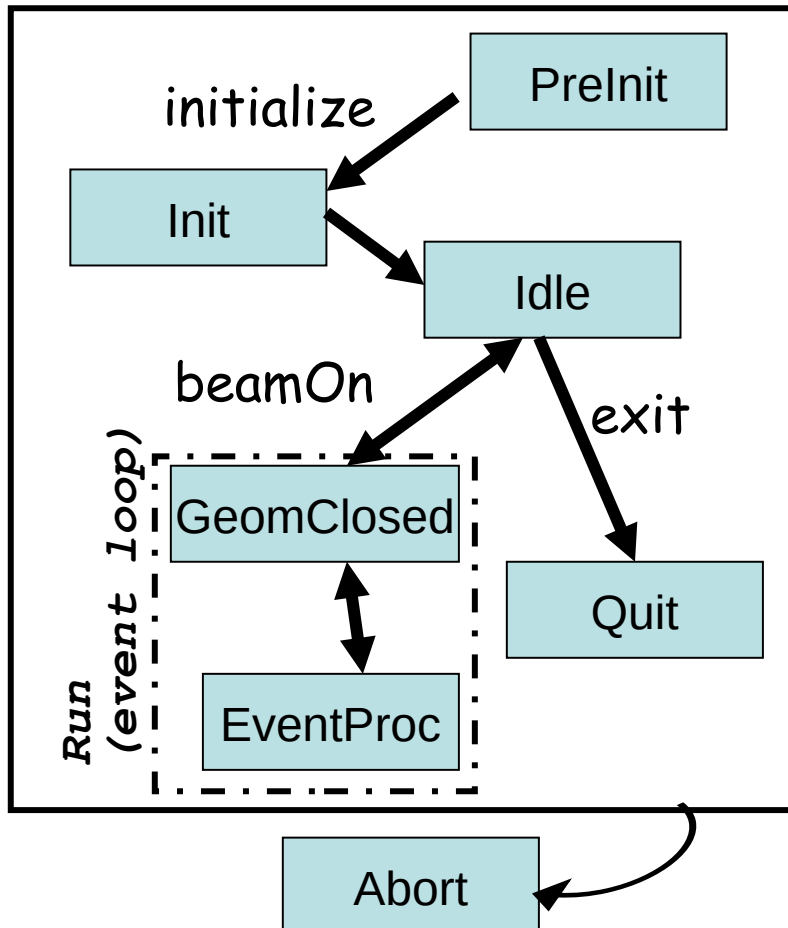 PreInit
initialize
Init
Idle
beamOn
exit
Run
(event loop)
GeomClosed
Quit
EventProc
Abort